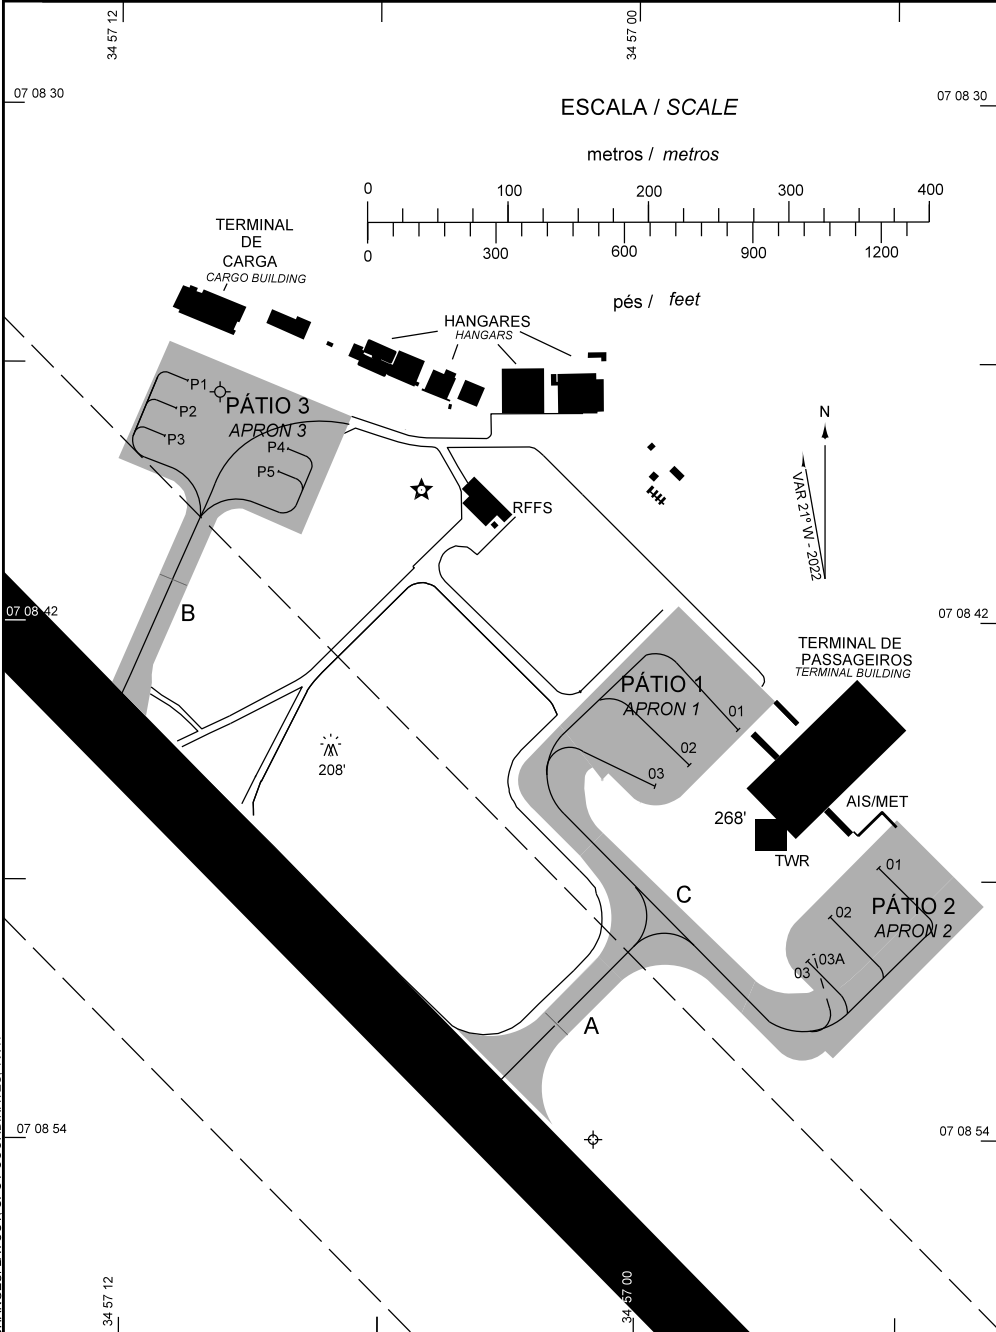 34 57 12
34 57 00
07 08 30
07 08 30
ESCALA / SCALE
metros / metros
0 100 200 300 400
0 300 600 900 1200
pés / feet
TERMINAL
DE
CARGA
CARGO BUILDING
HANGARES
HANGARS
P1
P2
P3
PÁTIO 3
APRON 3
P4
P5
N
VAR 21° W - 2022
RFFS
07 08 42
07 08 42
B
TERMINAL DE
PASSAGEIROS
TERMINAL BUILDING
PÁTIO 1
APRON 1
01
02
03
208'
268'
AIS/MET
TWR
C
01
02
PÁTIO 2
APRON 2
03A
03
A
07 08 54
07 08 54
34 57 12
34 57 00